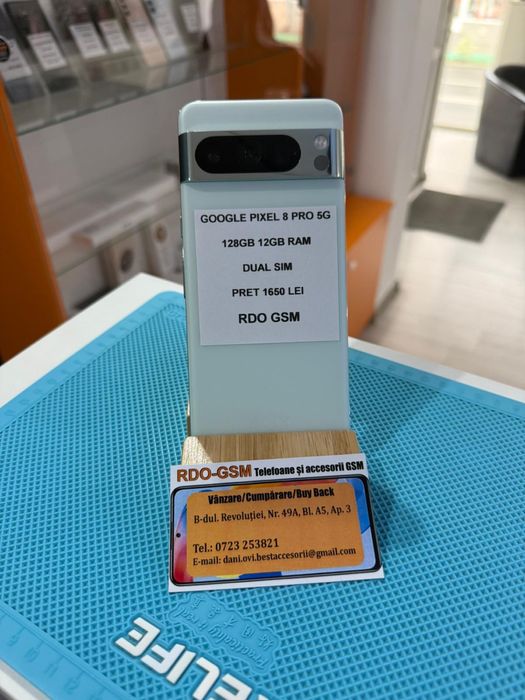 GOOGLE PIXEL 8 PRO 5G
128GB 12GB RAM
DUAL SIM
PRET 1650 LEI
RDO GSM
RDO-GSM Telefoane și accesorii GSM
Vânzare/Cumpărare/Buy Back
B-dul. Revoluției, Nr. 49A, Bl. A5, Ap. 3
Tel.: 0723 253821
E-mail: dani.ovi.bestaccesorii@gmail.com
ELIFE